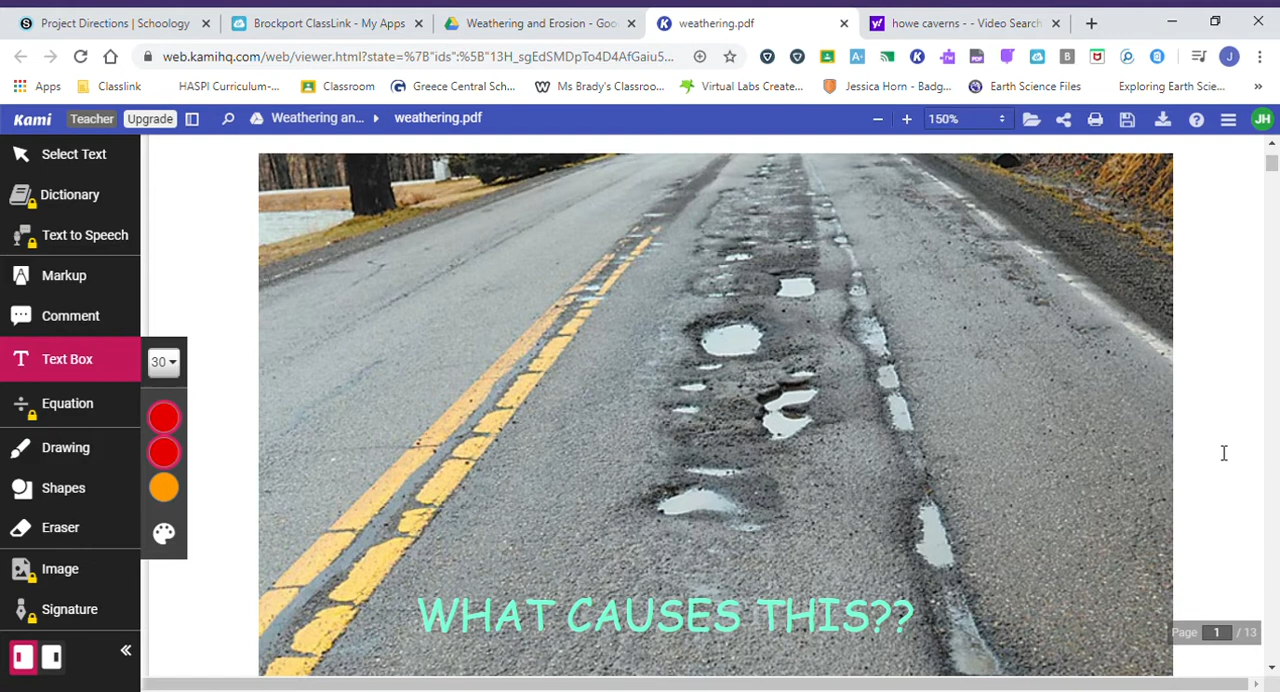 Project Directions | Schoology
Brockport ClassLink - My Apps
Weathering and Erosion - Goo
weathering.pdf
howe caverns - - Video Search
web.kamihq.com/web/viewer.html?state=%7B"ids":%5B"13H_sgEdSMDpTo4D4AfGaiu5...
Apps
Classlink
HASPI Curriculum-...
Classroom
Greece Central Sch...
Ms Brady's Classroo...
Virtual Labs Create...
Jessica Horn - Badg...
Earth Science Files
Exploring Earth Scie...
Kami
Teacher
Upgrade
Weathering an...
weathering.pdf
150%
JH
Select Text
Dictionary
Text to Speech
Markup
Comment
Text Box
30
Equation
Drawing
Shapes
Eraser
Image
Signature
WHAT CAUSES THIS??
Page 1 / 13